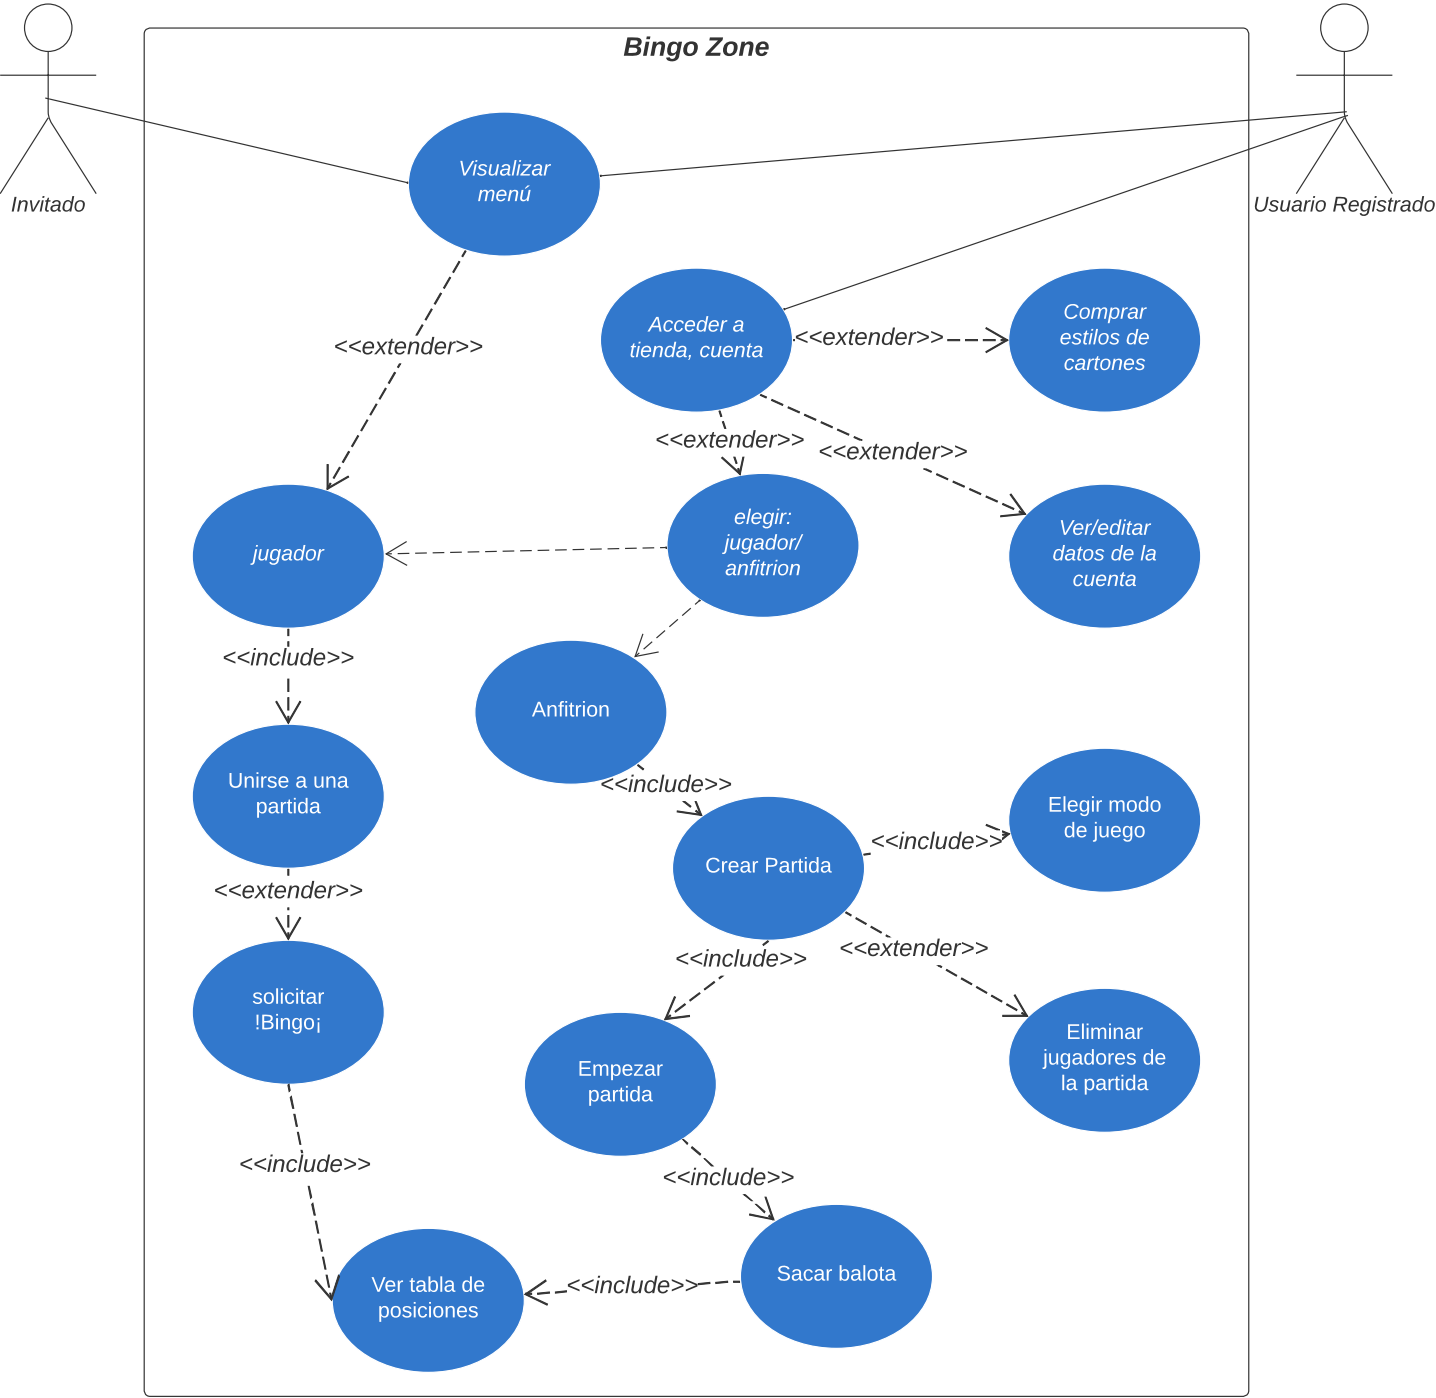 Bingo Zone
Invitado
Usuario Registrado
Visualizar
menú
<<extender>>
Acceder a
tienda, cuenta
<<extender>>
Comprar
estilos de
cartones
<<extender>>
<<extender>>
jugador
elegir:
jugador/
anfitrion
Ver/editar
datos de la
cuenta
<<include>>
Anfitrion
<<include>>
Unirse a una
partida
Crear Partida
<<include>>
Elegir modo
de juego
<<extender>>
<<include>>
<<extender>>
solicitar
!Bingo¡
Empezar
partida
Eliminar
jugadores de
la partida
<<include>>
<<include>>
Ver tabla de
posiciones
<<include>>
Sacar balota